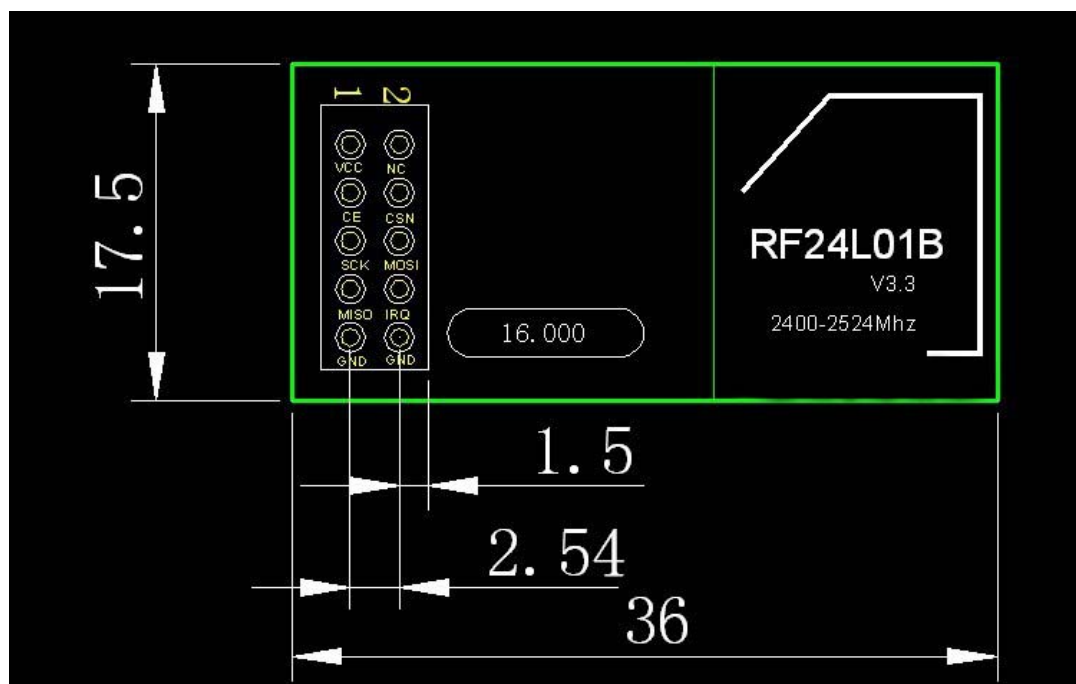 1 2
VCC NC
CE CSN
SCK MOSI
MISO IRQ
GND GND
16.000
RF24L01B
V3.3
2400-2524Mhz
17.5
1.5
2.54
36